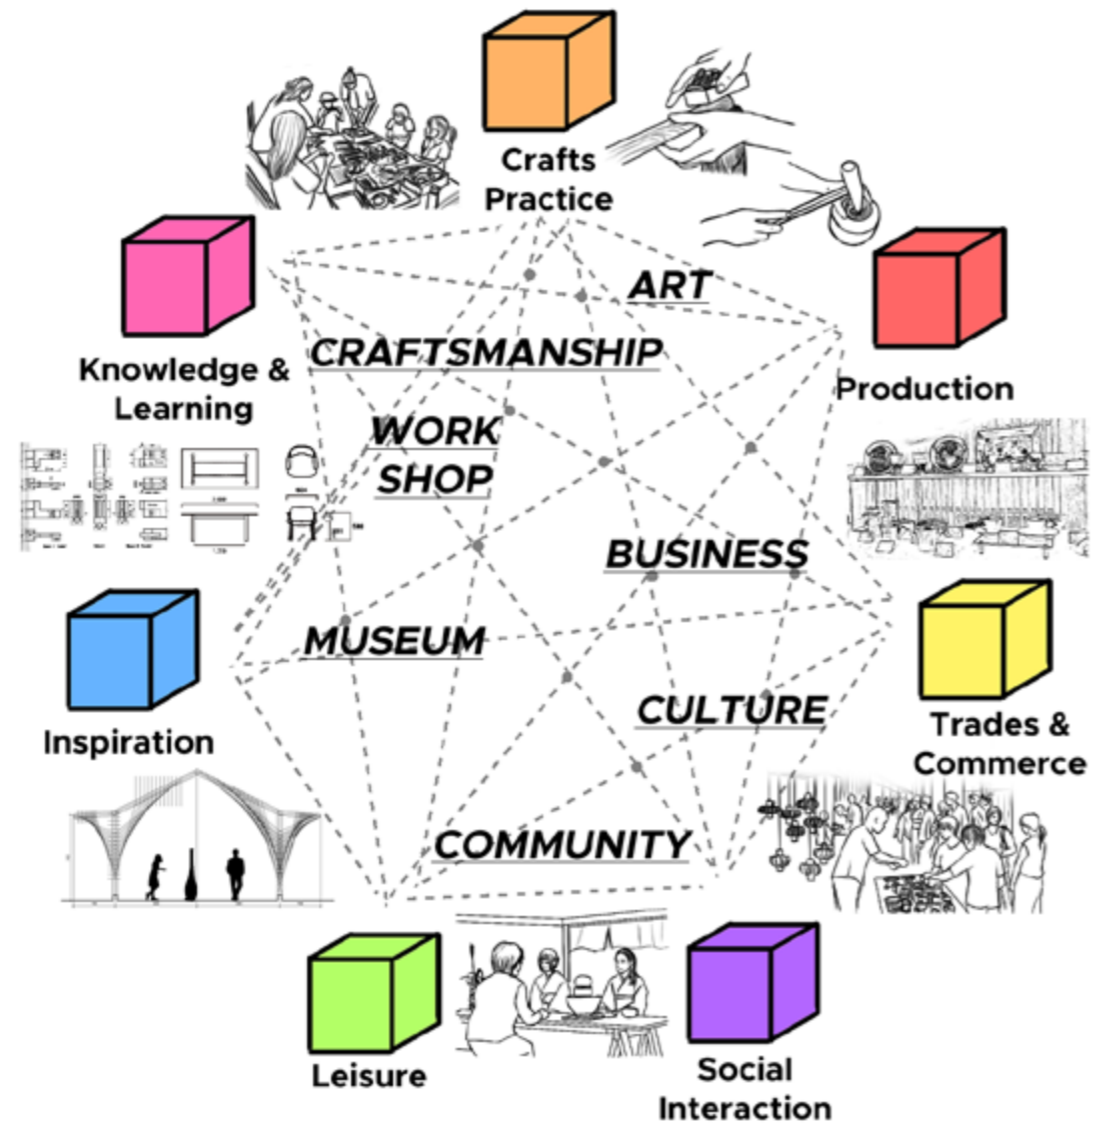 Crafts
Practice
ART
Knowledge &
Learning
CRAFTSMANSHIP
Production
WORK
SHOP
BUSINESS
MUSEUM
Inspiration
CULTURE
Trades &
Commerce
COMMUNITY
Leisure
Social
Interaction